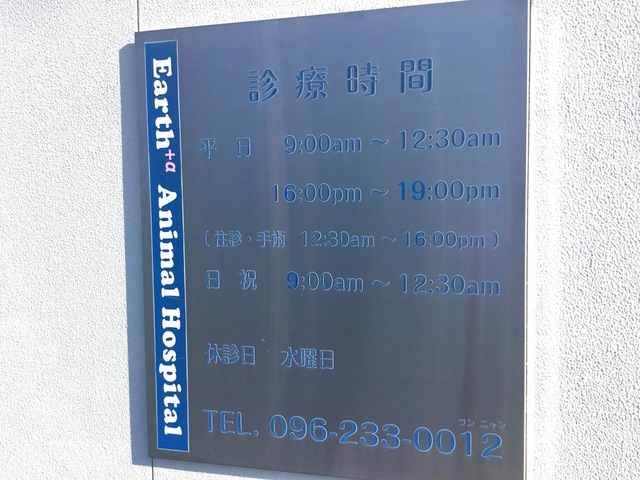 Earth+α Animal Hospital
診療時間
平日 9:00am ~ 12:30am
16:00pm ~ 19:00pm
(往診・手術 12:30am ~ 16:00pm)
日祝 9:00am ~ 12:30am
休診日 水曜日
ワン ニャン
TEL. 096-233-0012